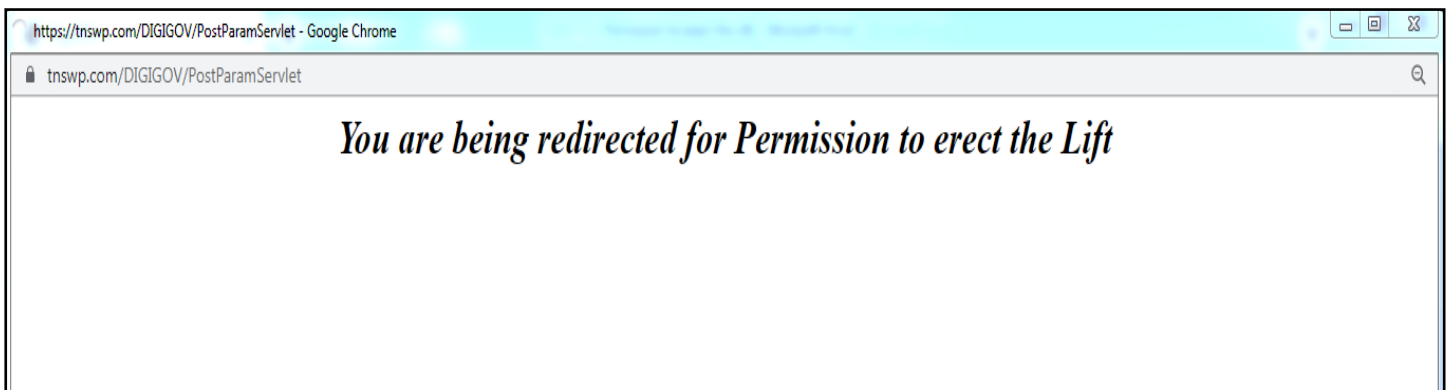 https://tnswp.com/DIGIGOV/PostParamServlet - Google Chrome
tnswp.com/DIGIGOV/PostParamServlet
You are being redirected for Permission to erect the Lift